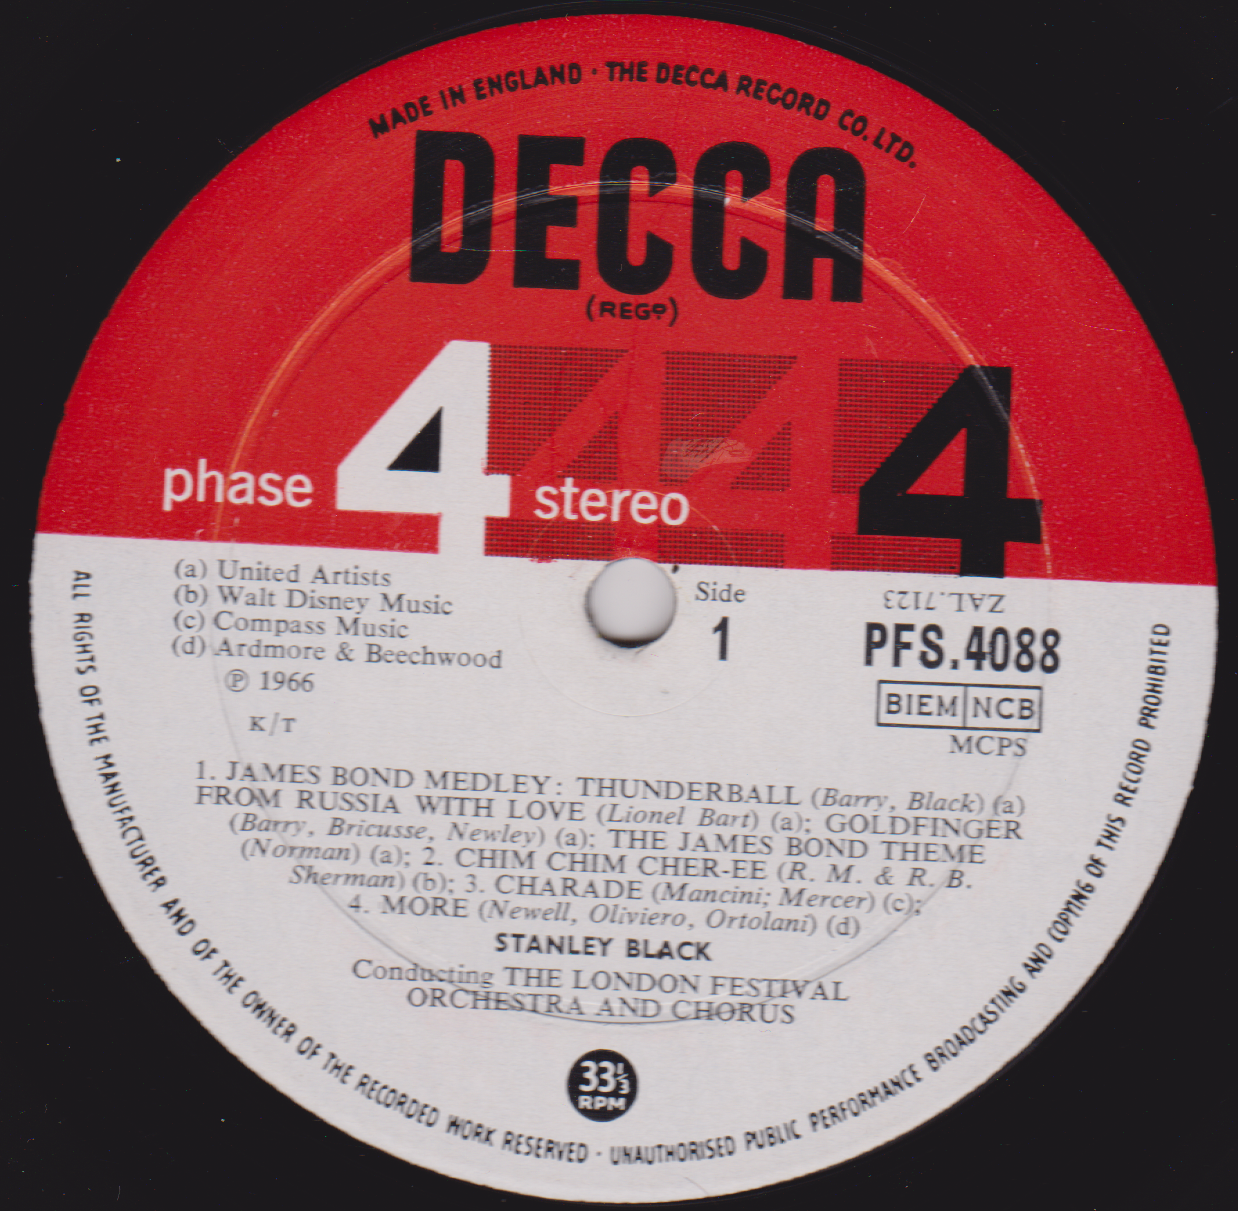 MADE IN ENGLAND · THE DECCA RECORD CO. LTD.
DECCA
(REGD)
phase 4 stereo 4 4 4
(a) United Artists
(b) Walt Disney Music
(c) Compass Music
(d) Ardmore & Beechwood
℗ 1966
K/T
Side
1
ZAL.7123
PFS.4088
BIEM NCB
MCPS
1. JAMES BOND MEDLEY: THUNDERBALL (Barry, Black) (a)
FROM RUSSIA WITH LOVE (Lionel Bart) (a); GOLDFINGER
(Barry, Bricusse, Newley) (a); THE JAMES BOND THEME
(Norman) (a); 2. CHIM CHIM CHER-EE (R. M. & R. B.
Sherman) (b); 3. CHARADE (Mancini; Mercer) (c);
4. MORE (Newell, Oliviero, Ortolani) (d)
STANLEY BLACK
Conducting THE LONDON FESTIVAL
ORCHESTRA AND CHORUS
33⅓
RPM
ALL RIGHTS OF THE MANUFACTURER AND OF THE OWNER OF THE RECORDED WORK RESERVED · UNAUTHORISED PUBLIC PERFORMANCE BROADCASTING AND COPYING OF THIS RECORD PROHIBITED